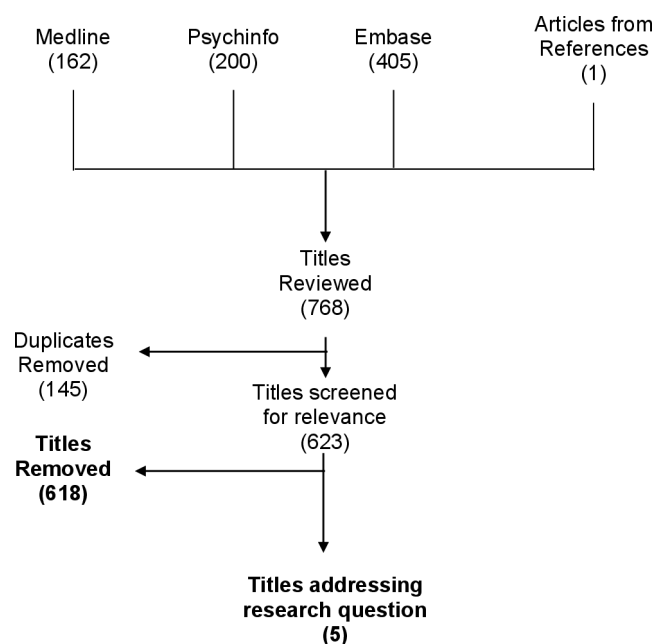 Medline
(162)
Psychinfo
(200)
Embase
(405)
Articles from
References
(1)
Titles
Reviewed
(768)
Duplicates
Removed
(145)
Titles screened
for relevance
(623)
Titles
Removed
(618)
Titles addressing
research question
(5)